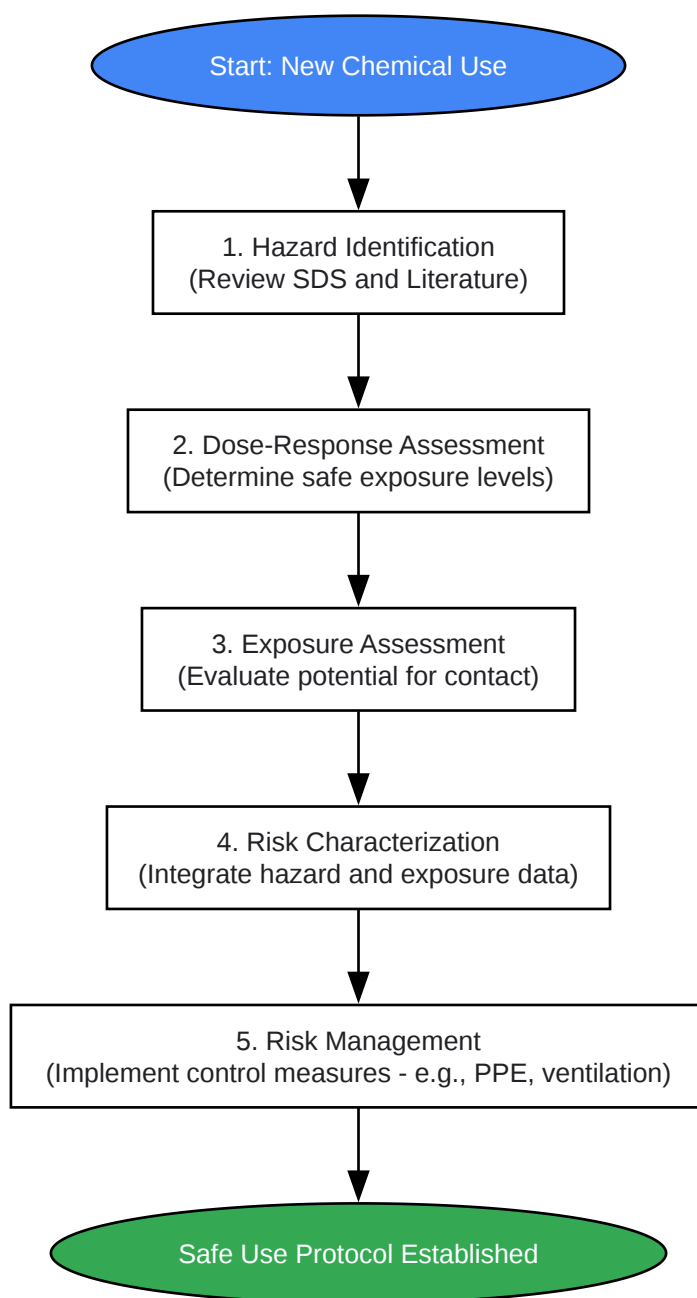 Start: New Chemical Use
1. Hazard Identification
(Review SDS and Literature)
2. Dose-Response Assessment
(Determine safe exposure levels)
3. Exposure Assessment
(Evaluate potential for contact)
4. Risk Characterization
(Integrate hazard and exposure data)
5. Risk Management
(Implement control measures - e.g., PPE, ventilation)
Safe Use Protocol Established